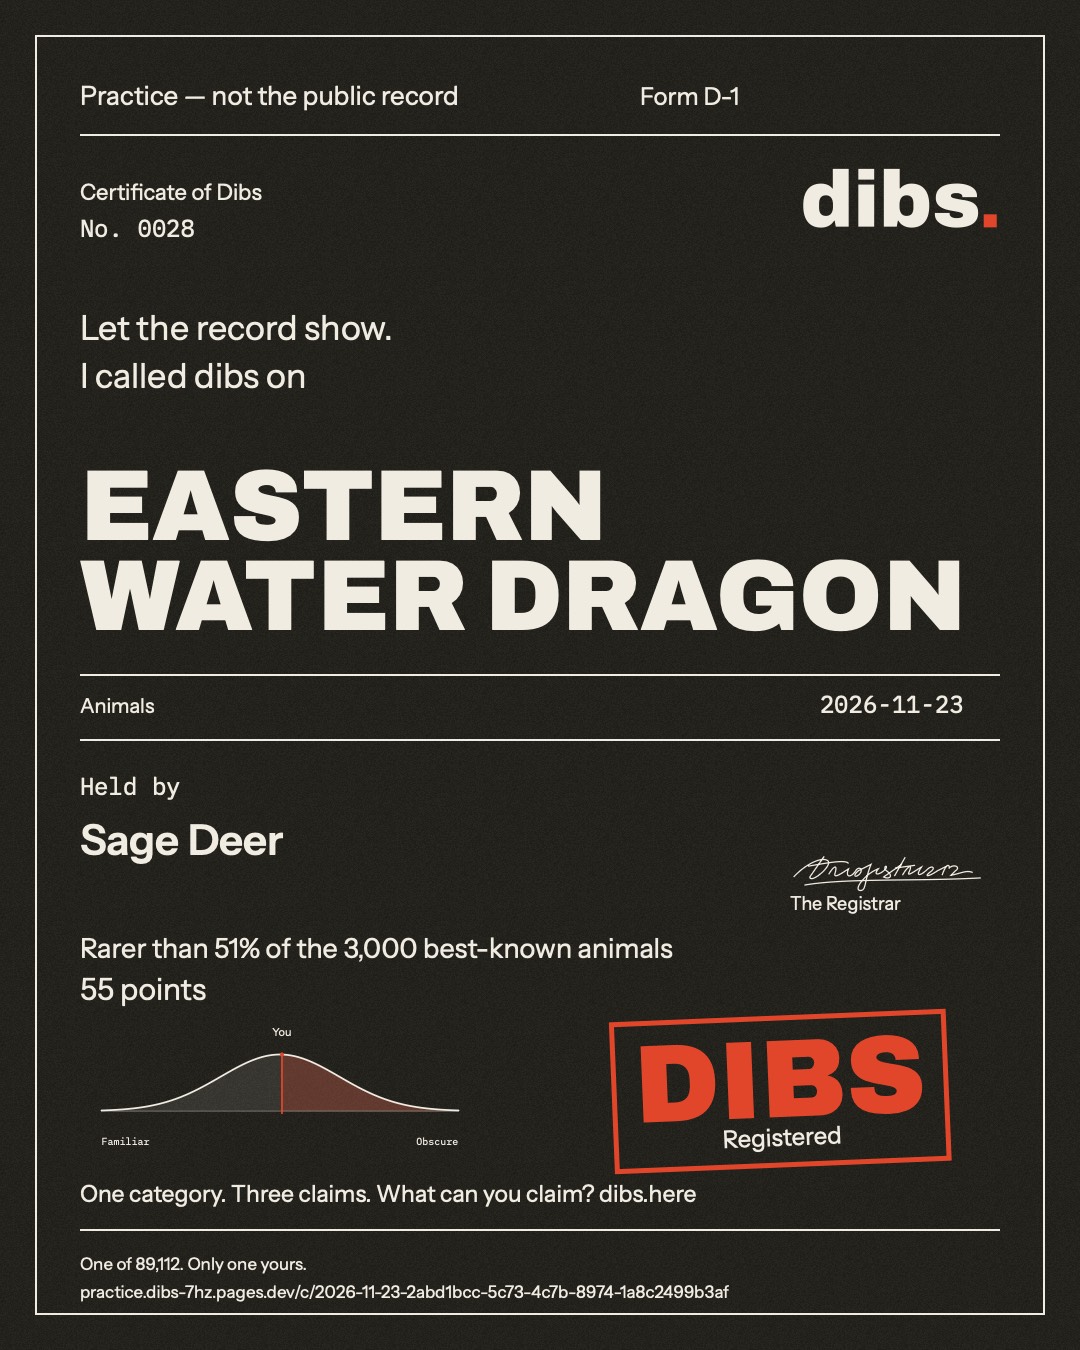 Practice — not the public record
Form D-1
Certificate of Dibs
No. 0028
dibs.
Let the record show.
I called dibs on
EASTERN
WATER DRAGON
Animals
2026-11-23
Held by
Sage Deer
The Registrar
Rarer than 51% of the 3,000 best-known animals
55 points
You
Familiar
Obscure
DIBS
Registered
One category. Three claims. What can you claim? dibs.here
One of 89,112. Only one yours.
practice.dibs-7hz.pages.dev/c/2026-11-23-2abd1bcc-5c73-4c7b-8974-1a8c2499b3af